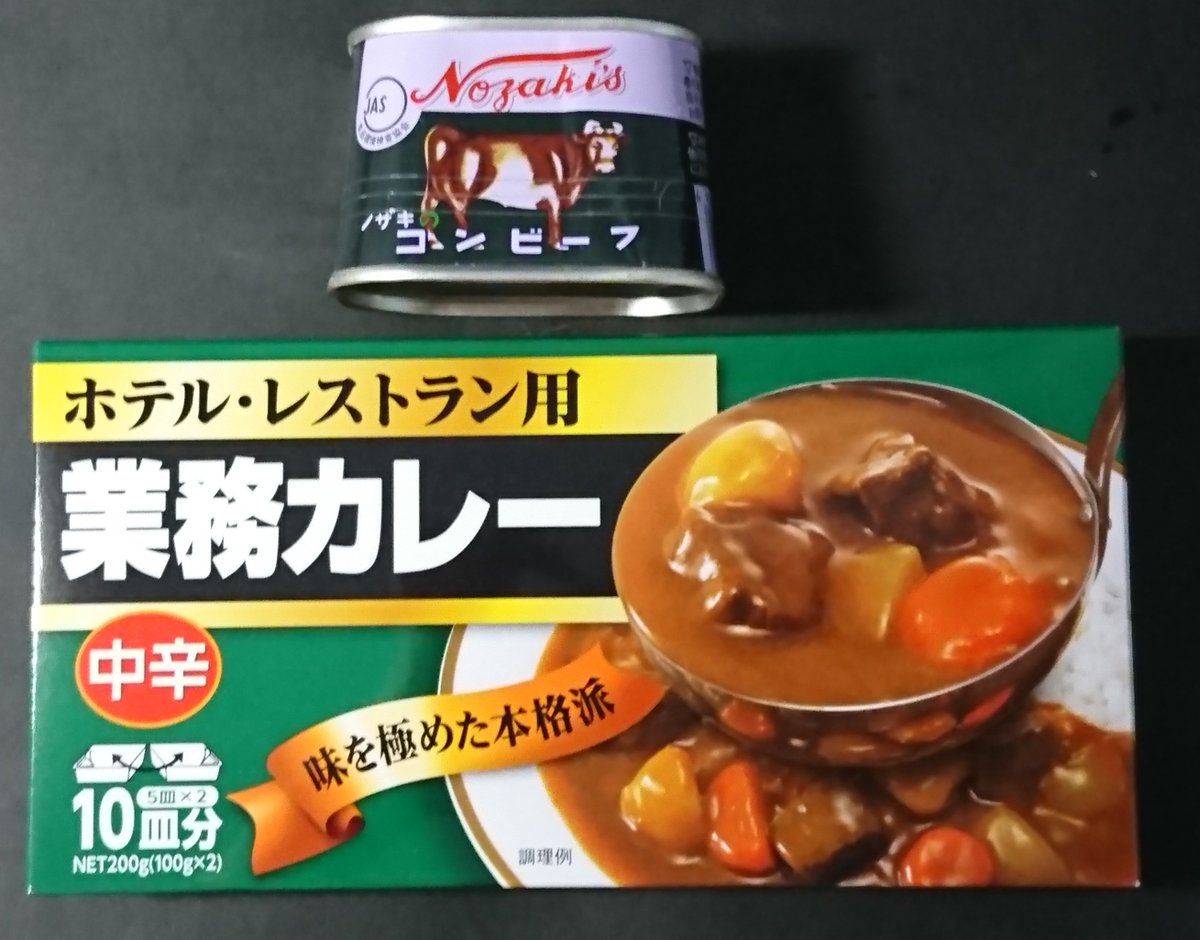 Nozaki's
JAS
ノザキの
コンビーフ
ホテル・レストラン用
業務カレー
中辛
味を極めた本格派
5皿×2
10皿分
NET200g(100g×2)
調理例